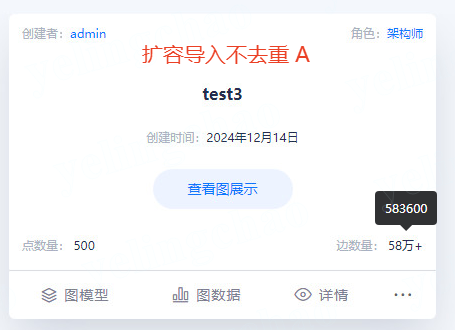 创建者：admin
角色：架构师
扩容导入不去重 A
test3
创建时间：2024年12月14日
查看图展示
583600
点数量： 500
边数量： 58万+
图模型
图数据
详情
···